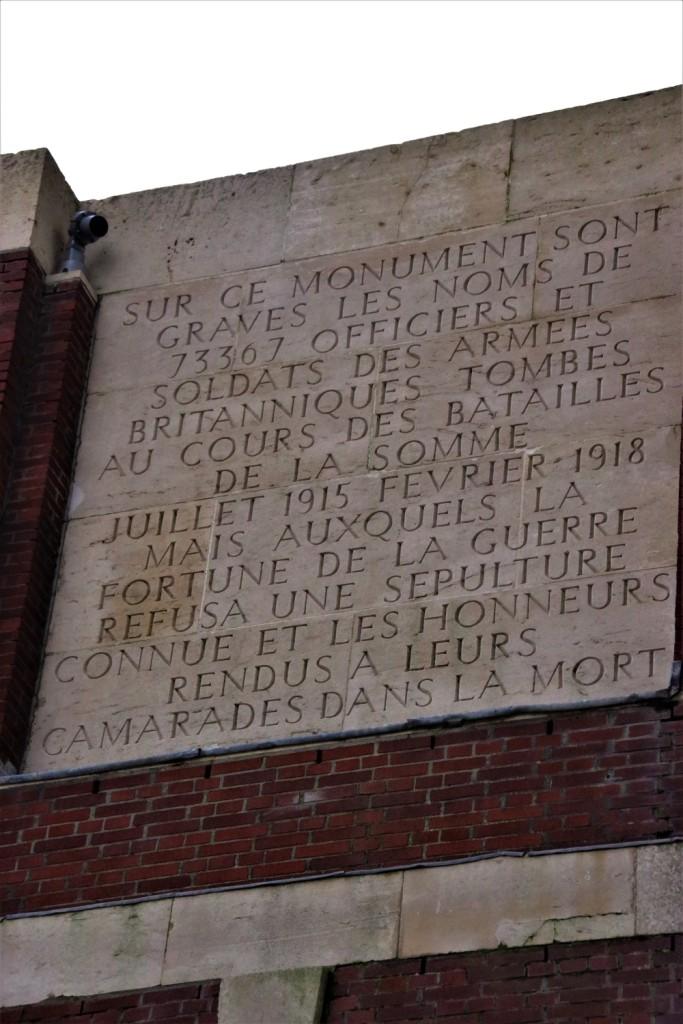 SUR CE MONUMENT SONT
GRAVES LES NOMS DE
73367 OFFICIERS ET
SOLDATS DES ARMEES
BRITANNIQUES TOMBES
AU COURS DES BATAILLES
DE LA SOMME
JUILLET 1915 FEVRIER 1918
MAIS AUXQUELS LA
FORTUNE DE LA GUERRE
REFUSA UNE SEPULTURE
CONNUE ET LES HONNEURS
RENDUS A LEURS
CAMARADES DANS LA MORT